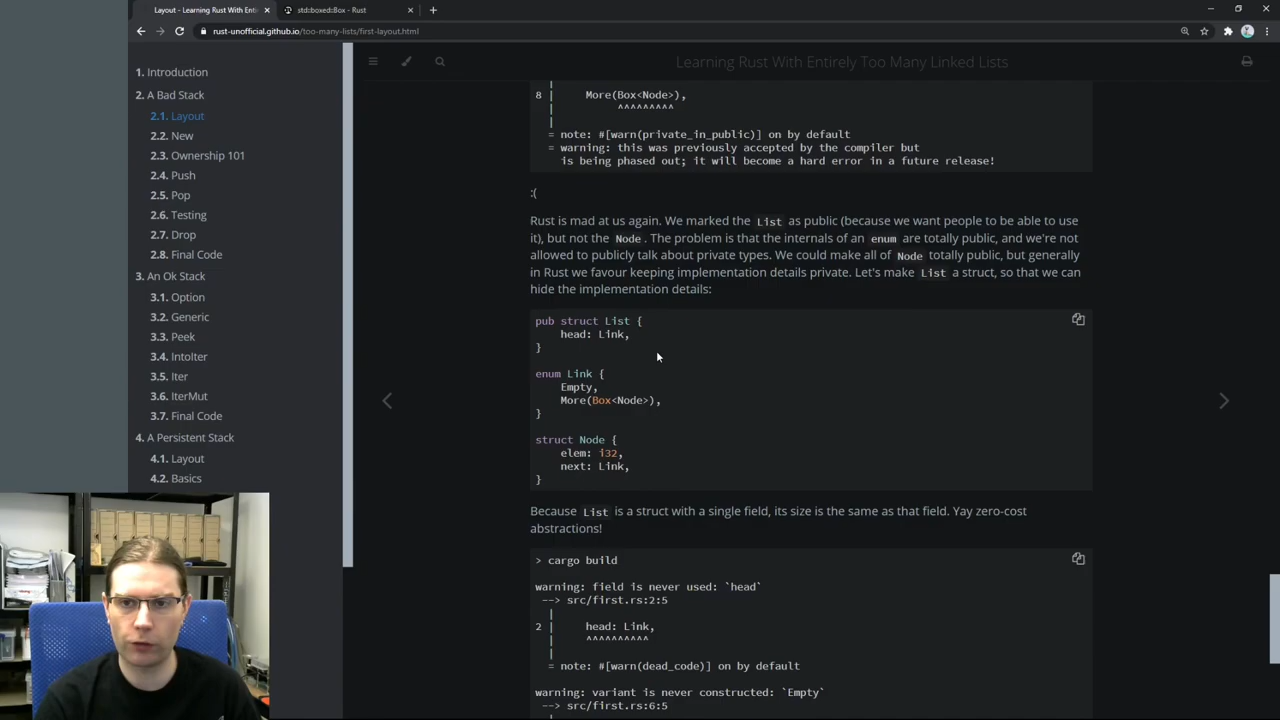 Layout - Learning Rust With Enti
std::boxed::Box - Rust
rust-unofficial.github.io/too-many-lists/first-layout.html
Learning Rust With Entirely Too Many Linked Lists
1. Introduction
2. A Bad Stack
2.1. Layout
2.2. New
2.3. Ownership 101
2.4. Push
2.5. Pop
2.6. Testing
2.7. Drop
2.8. Final Code
3. An Ok Stack
3.1. Option
3.2. Generic
3.3. Peek
3.4. IntoIter
3.5. Iter
3.6. IterMut
3.7. Final Code
4. A Persistent Stack
4.1. Layout
4.2. Basics
8 |     More(Box<Node>),
|     ^^^^^^^^^
|
= note: #[warn(private_in_public)] on by default
= warning: this was previously accepted by the compiler but
is being phased out; it will become a hard error in a future release!
:(
Rust is mad at us again. We marked the List as public (because we want people to be able to use
it), but not the Node . The problem is that the internals of an enum are totally public, and we're not
allowed to publicly talk about private types. We could make all of Node totally public, but generally
in Rust we favour keeping implementation details private. Let's make List a struct, so that we can
hide the implementation details:
pub struct List {
head: Link,
}
enum Link {
Empty,
More(Box<Node>),
}
struct Node {
elem: i32,
next: Link,
}
Because List is a struct with a single field, its size is the same as that field. Yay zero-cost
abstractions!
> cargo build
warning: field is never used: `head`
--> src/first.rs:2:5
|
2 |     head: Link,
|     ^^^^^^^^^^
|
= note: #[warn(dead_code)] on by default
warning: variant is never constructed: `Empty`
--> src/first.rs:6:5
|